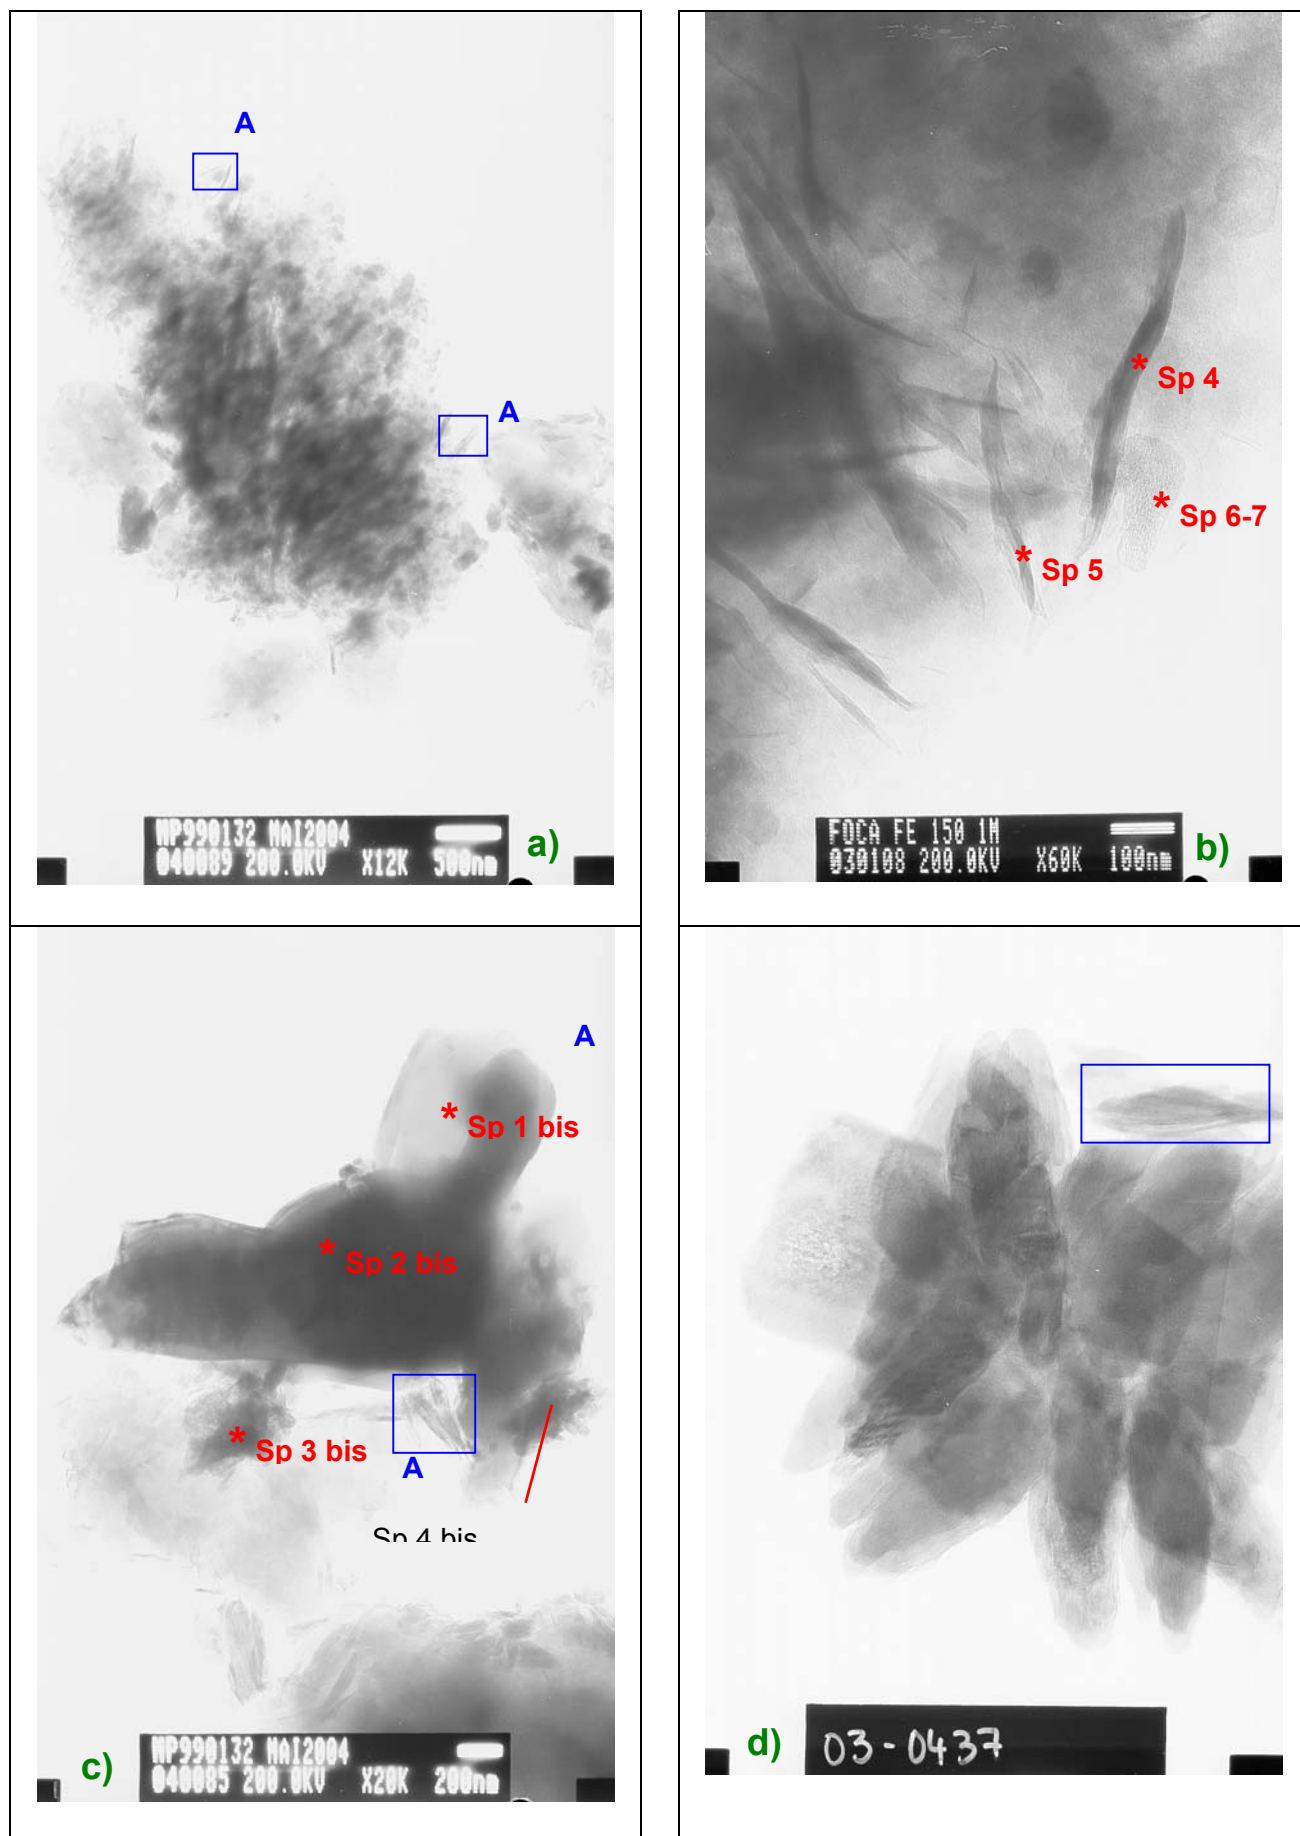 A
A
MP990132 MAI2004
040089 200.0KV X12K 500nm
a)
* Sp 4
* Sp 6-7
* Sp 5
FOCA FE 150 1M
030108 200.0KV X60K 100nm
b)
A
* Sp 1 bis
* Sp 2 bis
* Sp 3 bis
A
Sp 4 bis
MP990132 MAI2004
040085 200.0KV X20K 200nm
c)
03-0437
d)